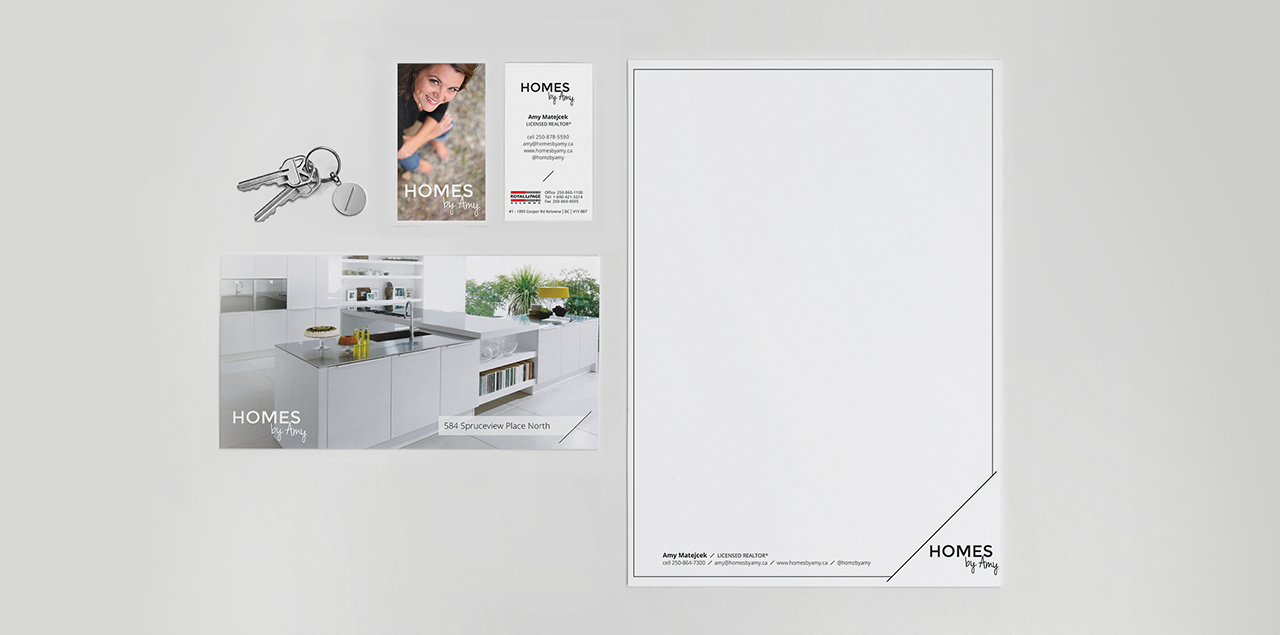 HOMES
by Amy
HOMES
by Amy
Amy Matejcek
LICENSED REALTOR®
cell 250-878-5590
amy@homesbyamy.ca
www.homesbyamy.ca
@homzbyamy
ROYAL LEPAGE
KELOWNA
Office 250-860-1100
Toll 1-800-421-3214
Fax 250-860-0595
#1 - 1890 Cooper Rd Kelowna | BC | V1Y 8B7
HOMES
by Amy
584 Spruceview Place North
Amy Matejcek / LICENSED REALTOR®
cell 250-864-7300 / amy@homesbyamy.ca / www.homesbyamy.ca / @homzbyamy
HOMES
by Amy